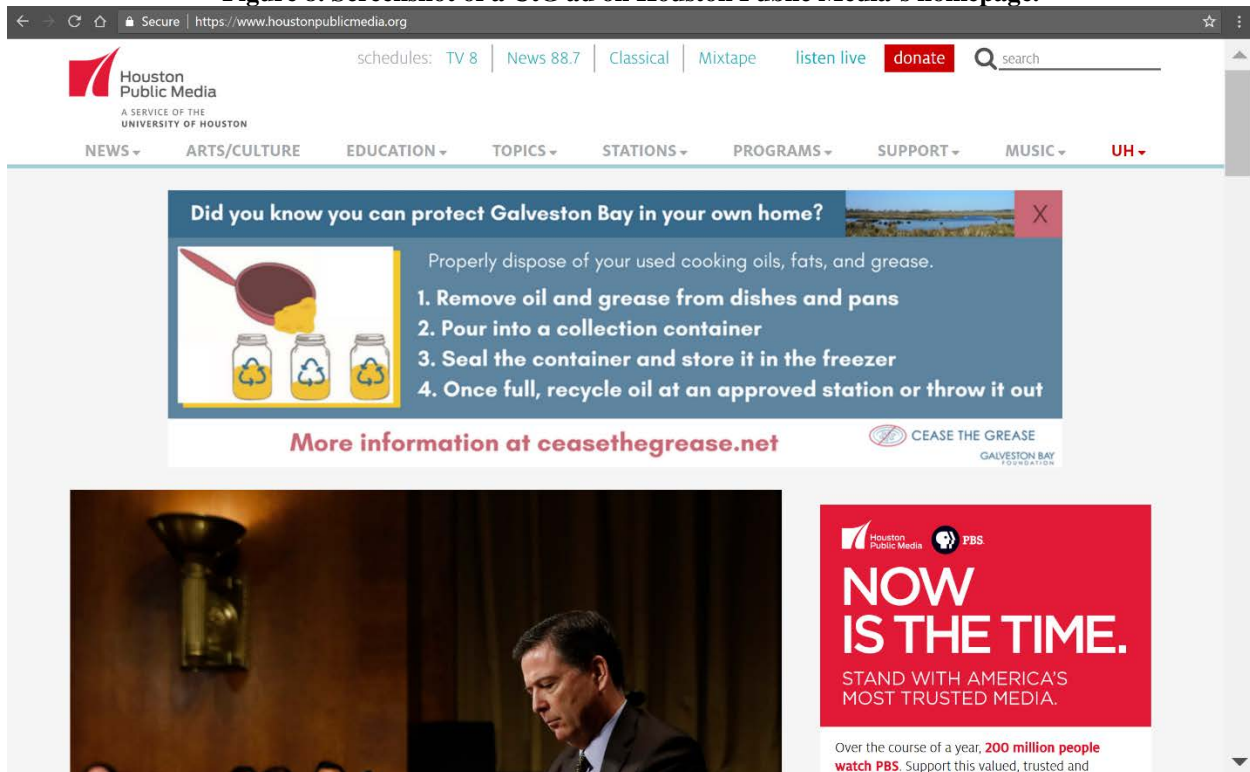 Figure 8. Screenshot of a CtG ad on Houston Public Media's homepage.
Secure | https://www.houstonpublicmedia.org
schedules: TV 8 | News 88.7 | Classical | Mixtape listen live donate search
Houston
Public Media
A SERVICE OF THE
UNIVERSITY OF HOUSTON
NEWS ARTS/CULTURE EDUCATION TOPICS STATIONS PROGRAMS SUPPORT MUSIC UH
Did you know you can protect Galveston Bay in your own home? X
Properly dispose of your used cooking oils, fats, and grease.
1. Remove oil and grease from dishes and pans
2. Pour into a collection container
3. Seal the container and store it in the freezer
4. Once full, recycle oil at an approved station or throw it out
More information at ceasethegrease.net
CEASE THE GREASE
GALVESTON BAY
FOUNDATION
Houston
Public Media
PBS.
NOW
IS THE TIME.
STAND WITH AMERICA'S
MOST TRUSTED MEDIA.
Over the course of a year, 200 million people
watch PBS. Support this valued, trusted and